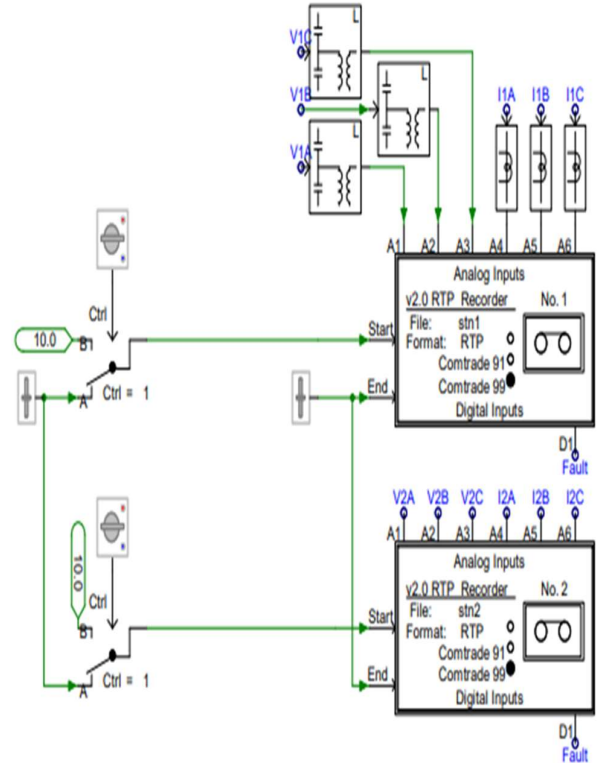 V1C
L
V1B
L
V1A
L
I1A I1B I1C
A1 A2 A3 A4 A5 A6
Analog Inputs
v2.0 RTP Recorder No. 1
File: stn1
Format: RTP
Comtrade 91
Comtrade 99
Digital Inputs
Start
End
D1
Fault
Ctrl
10.0
B
A
Ctrl = 1
V2A V2B V2C I2A I2B I2C
A1 A2 A3 A4 A5 A6
Analog Inputs
v2.0 RTP Recorder No. 2
File: stn2
Format: RTP
Comtrade 91
Comtrade 99
Digital Inputs
Start
End
D1
Fault
10.0
Ctrl
B
A
Ctrl = 1